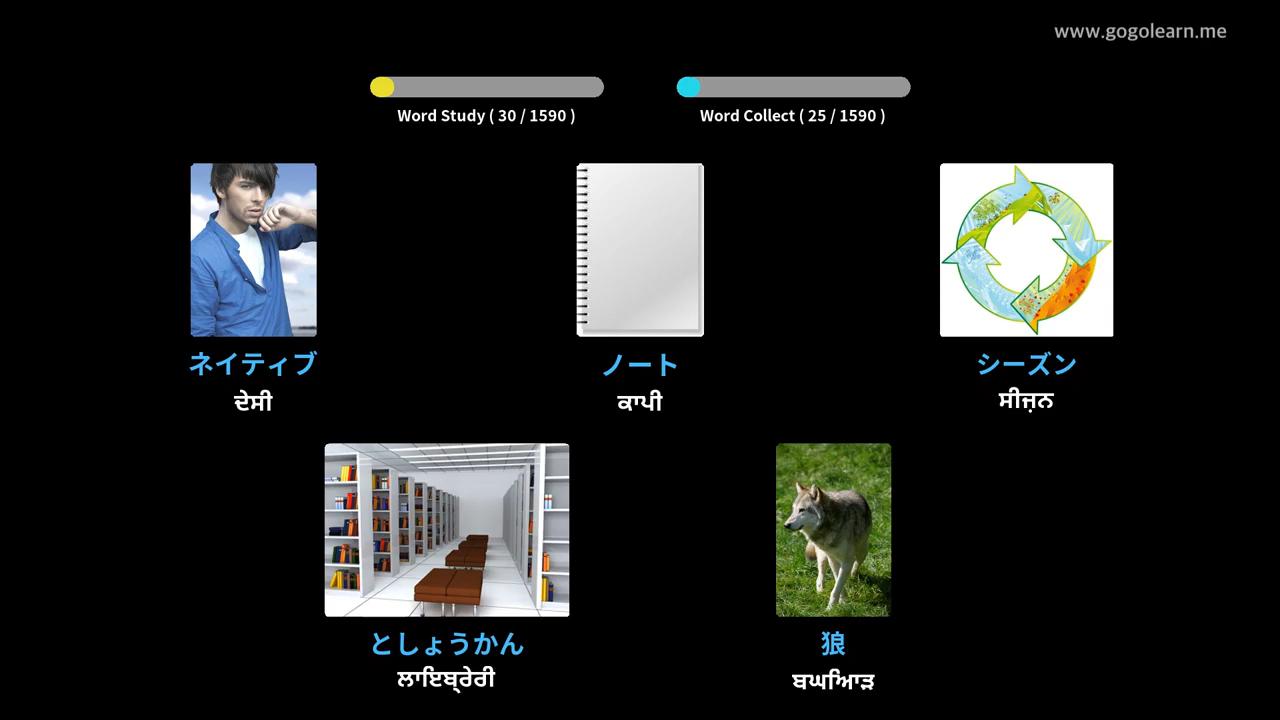 www.gogolearn.me
Word Study ( 30 / 1590 )
Word Collect ( 25 / 1590 )
ネイティブ
ノート
シーズン
ਦੇਸੀ
ਕਾਪੀ
ਸੀਜ਼ਨ
としょうかん
狼
ਲਾਇਬ੍ਰੇਰੀ
ਬਘਿਆੜ